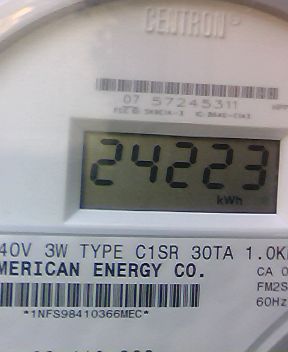 CENTRON
07 57245311
24223
kWh
40V 3W TYPE C1SR 30TA 1.0K
MERICAN ENERGY CO.
CA 0
FM2S
60Hz
*1NFS98410366MEC*